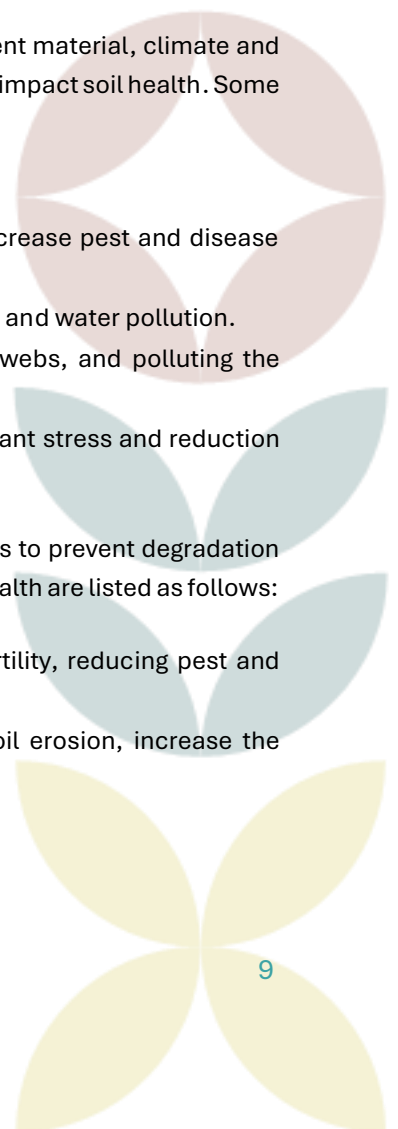 ent material, climate and
impact soil health. Some
crease pest and disease
and water pollution.
webs, and polluting the
ant stress and reduction
s to prevent degradation
alth are listed as follows:
rtility, reducing pest and
oil erosion, increase the
9